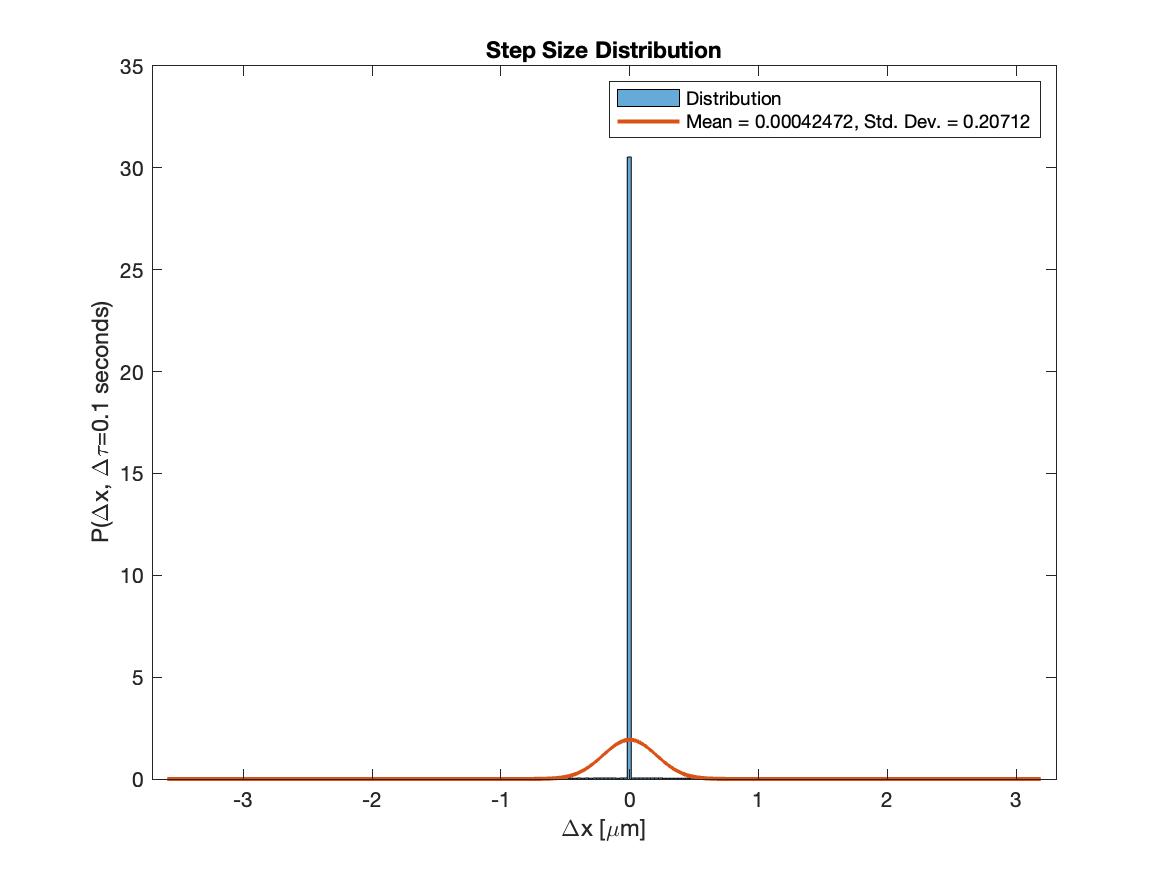 Step Size Distribution
Distribution
Mean = 0.00042472, Std. Dev. = 0.20712
35
30
25
20
15
10
5
0
P(Δx, Δτ=0.1 seconds)
-3 -2 -1 0 1 2 3
Δx [μm]